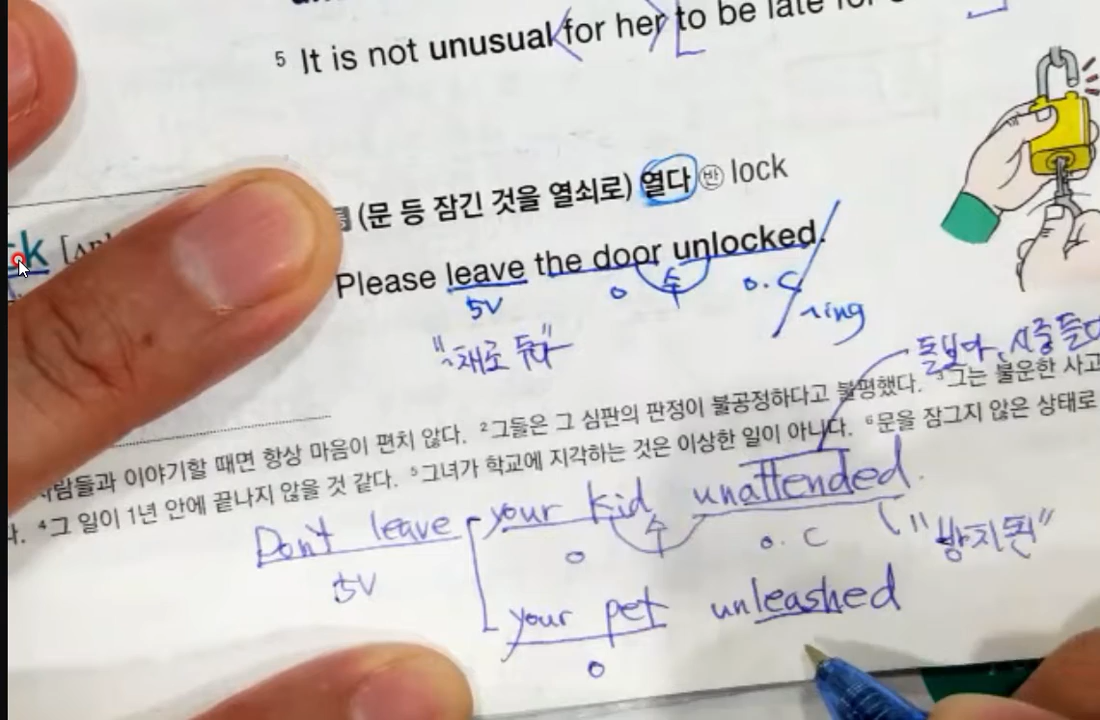 5 It is not unusual for her to be late for
(문 등 잠긴 것을 열쇠로) 열다 반 lock
Please leave the door unlocked.
5V O 수 O.C ~ing
"~채로 두다"
돌보다, 시중들다
2그들은 그 심판의 판정이 불공정하다고 불평했다. 3그는 불운한 사고
사람들과 이야기할 때면 항상 마음이 편치 않다.
4그 일이 1년 안에 끝나지 않을 것 같다. 5그녀가 학교에 지각하는 것은 이상한 일이 아니다. 6문을 잠그지 않은 상태로
Don't leave your kid unattended.
5V O 수 O.C "방치된"
your pet unleashed
O